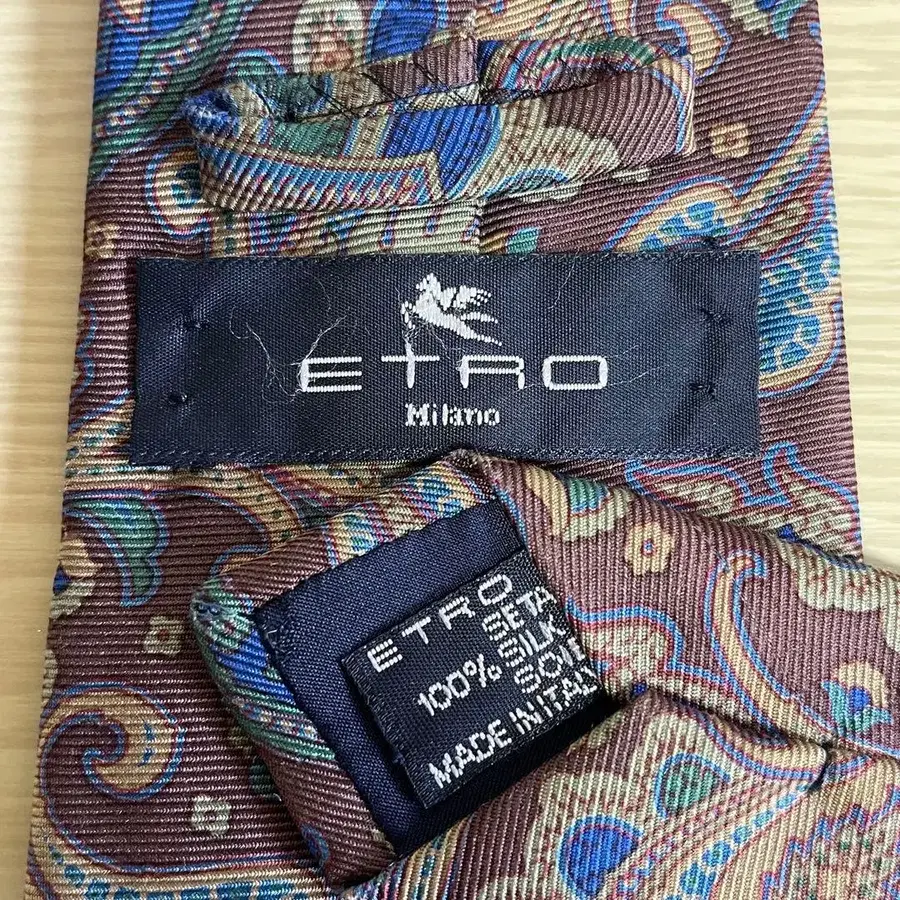 ETRO
Milano
ETRO
100% SETA
SILK
SOIE
MADE IN ITALY